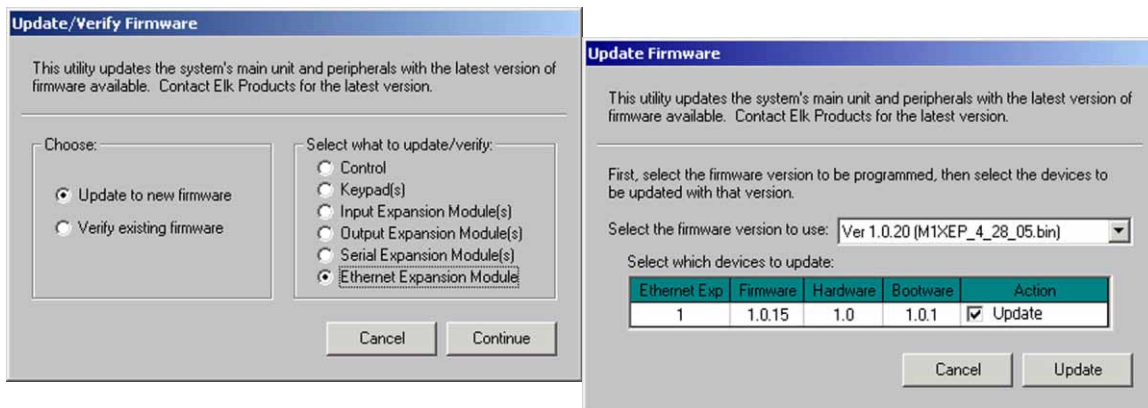 Update/Verify Firmware
This utility updates the system's main unit and peripherals with the latest version of
firmware available. Contact Elk Products for the latest version.
Choose:
Update to new firmware
Verify existing firmware
Select what to update/verify:
Control
Keypad(s)
Input Expansion Module(s)
Output Expansion Module(s)
Serial Expansion Module(s)
Ethernet Expansion Module
Cancel
Continue
Update Firmware
This utility updates the system's main unit and peripherals with the latest version of
firmware available. Contact Elk Products for the latest version.
First, select the firmware version to be programmed, then select the devices to
be updated with that version.
Select the firmware version to use: Ver 1.0.20 (M1XEP_4_28_05.bin)
Select which devices to update:
Ethernet Exp Firmware Hardware Bootware Action
1 1.0.15 1.0 1.0.1 Update
Cancel
Update